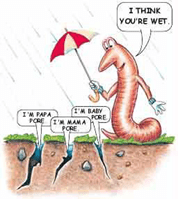 I THINK
YOU'RE WET.
I'M PAPA
PORE.
I'M MAMA
PORE.
I'M BABY
PORE.